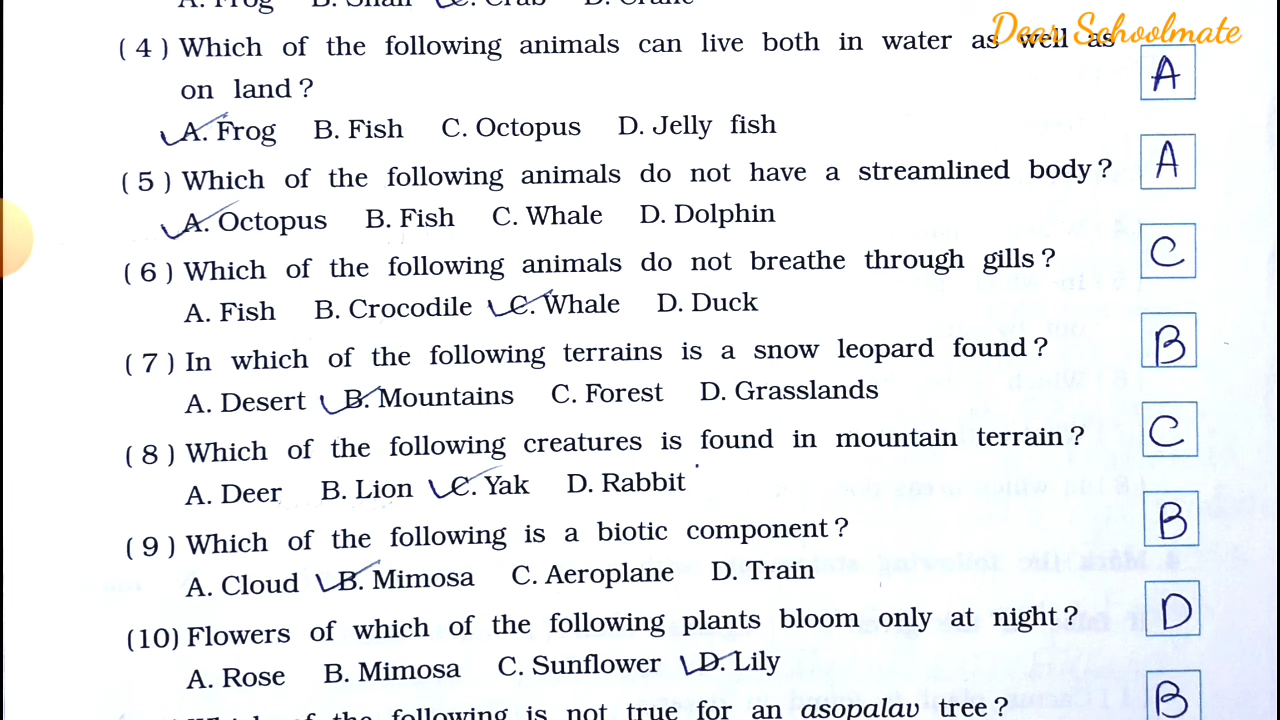 A. Frog B. Snail C. Crab D. Crane
Dear Schoolmate
( 4 ) Which of the following animals can live both in water as well as
on land ?
A
A. Frog B. Fish C. Octopus D. Jelly fish
( 5 ) Which of the following animals do not have a streamlined body ?
A
A. Octopus B. Fish C. Whale D. Dolphin
( 6 ) Which of the following animals do not breathe through gills ?
C
A. Fish B. Crocodile C. Whale D. Duck
( 7 ) In which of the following terrains is a snow leopard found ?
B
A. Desert B. Mountains C. Forest D. Grasslands
( 8 ) Which of the following creatures is found in mountain terrain ?
C
A. Deer B. Lion C. Yak D. Rabbit
( 9 ) Which of the following is a biotic component ?
B
A. Cloud B. Mimosa C. Aeroplane D. Train
(10) Flowers of which of the following plants bloom only at night ?
D
A. Rose B. Mimosa C. Sunflower D. Lily
Which of the following is not true for an asopalav tree ?
B